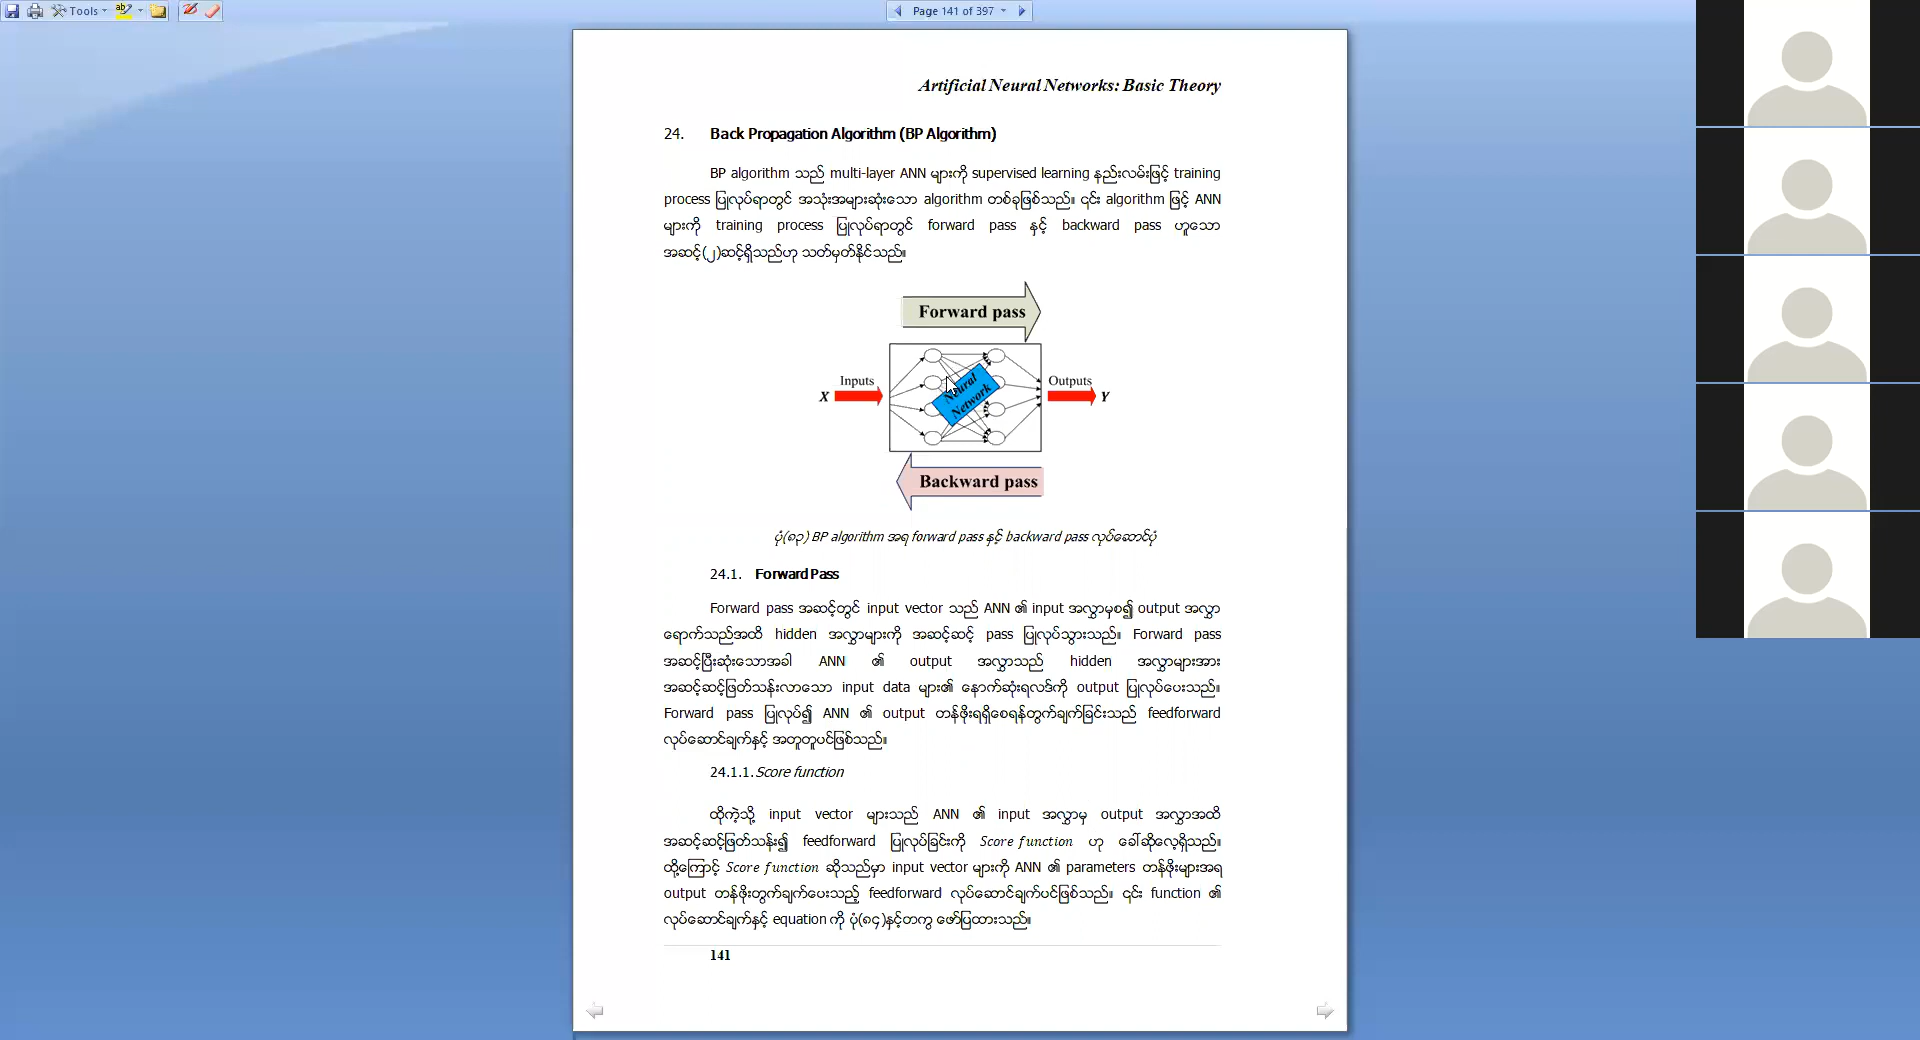 Tools
Page 141 of 397
Artificial Neural Networks: Basic Theory
24. Back Propagation Algorithm (BP Algorithm)
BP algorithm သည် multi-layer ANN များကို supervised learning နည်းလမ်းဖြင့် training
process ပြုလုပ်ရာတွင် အသုံးအများဆုံးသော algorithm တစ်ခုဖြစ်သည်။ ၎င်း algorithm ဖြင့် ANN
များကို training process ပြုလုပ်ရာတွင် forward pass နှင့် backward pass ဟူသော
အဆင့်(၂)ဆင့်ရှိသည်ဟု သတ်မှတ်နိုင်သည်။
Forward pass
Inputs
Outputs
X
Neural
Network
Y
Backward pass
ပုံ(၈၃) BP algorithm အရ forward pass နှင့် backward pass လုပ်ဆောင်ပုံ
24.1. Forward Pass
Forward pass အဆင့်တွင် input vector သည် ANN ၏ input အလွှာမှစ၍ output အလွှာ
ရောက်သည်အထိ hidden အလွှာများကို အဆင့်ဆင့် pass ပြုလုပ်သွားသည်။ Forward pass
အဆင့်ပြီးဆုံးသောအခါ ANN ၏ output အလွှာသည် hidden အလွှာများအား
အဆင့်ဆင့်ဖြတ်သန်းလာသော input data များ၏ နောက်ဆုံးရလဒ်ကို output ပြုလုပ်ပေးသည်။
Forward pass ပြုလုပ်၍ ANN ၏ output တန်ဖိုးရရှိစေရန်တွက်ချက်ခြင်းသည် feedforward
လုပ်ဆောင်ချက်နှင့် အတူတူပင်ဖြစ်သည်။
24.1.1. Score function
ထိုကဲ့သို့ input vector များသည် ANN ၏ input အလွှာမှ output အလွှာအထိ
အဆင့်ဆင့်ဖြတ်သန်း၍ feedforward ပြုလုပ်ခြင်းကို Score function ဟု ခေါ်ဆိုလေ့ရှိသည်။
ထို့ကြောင့် Score function ဆိုသည်မှာ input vector များကို ANN ၏ parameters တန်ဖိုးများအရ
output တန်ဖိုးတွက်ချက်ပေးသည့် feedforward လုပ်ဆောင်ချက်ပင်ဖြစ်သည်။ ၎င်း function ၏
လုပ်ဆောင်ချက်နှင့် equation ကို ပုံ(၈၄)နှင့်တကွ ဖော်ပြထားသည်။
141